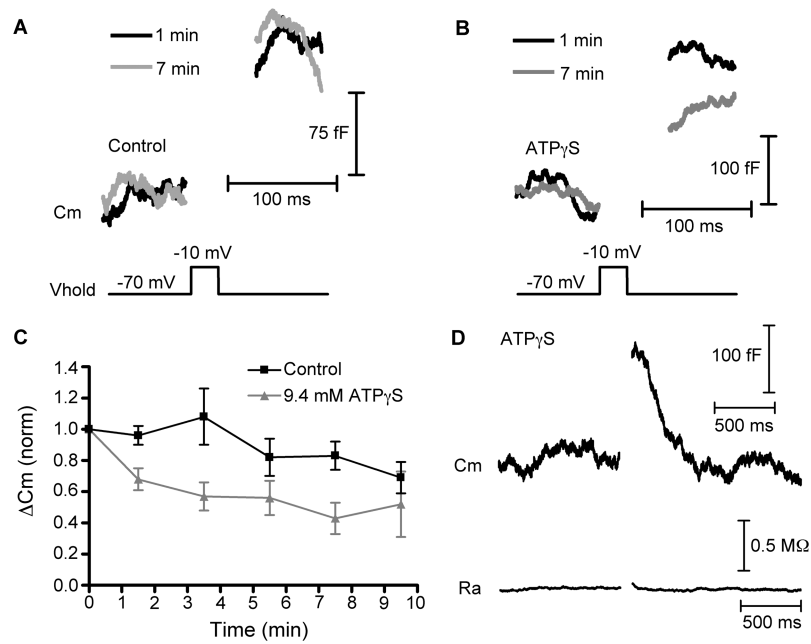 A
1 min
7 min
75 fF
Control
100 ms
Cm
-10 mV
-70 mV
Vhold
B
1 min
7 min
ATPγS
100 fF
100 ms
-10 mV
-70 mV
C
1.4
1.2
1.0
0.8
0.6
0.4
0.2
0.0
ΔCm (norm)
Control
9.4 mM ATPγS
0 1 2 3 4 5 6 7 8 9 10
Time (min)
D
ATPγS
100 fF
500 ms
Cm
0.5 MΩ
Ra
500 ms